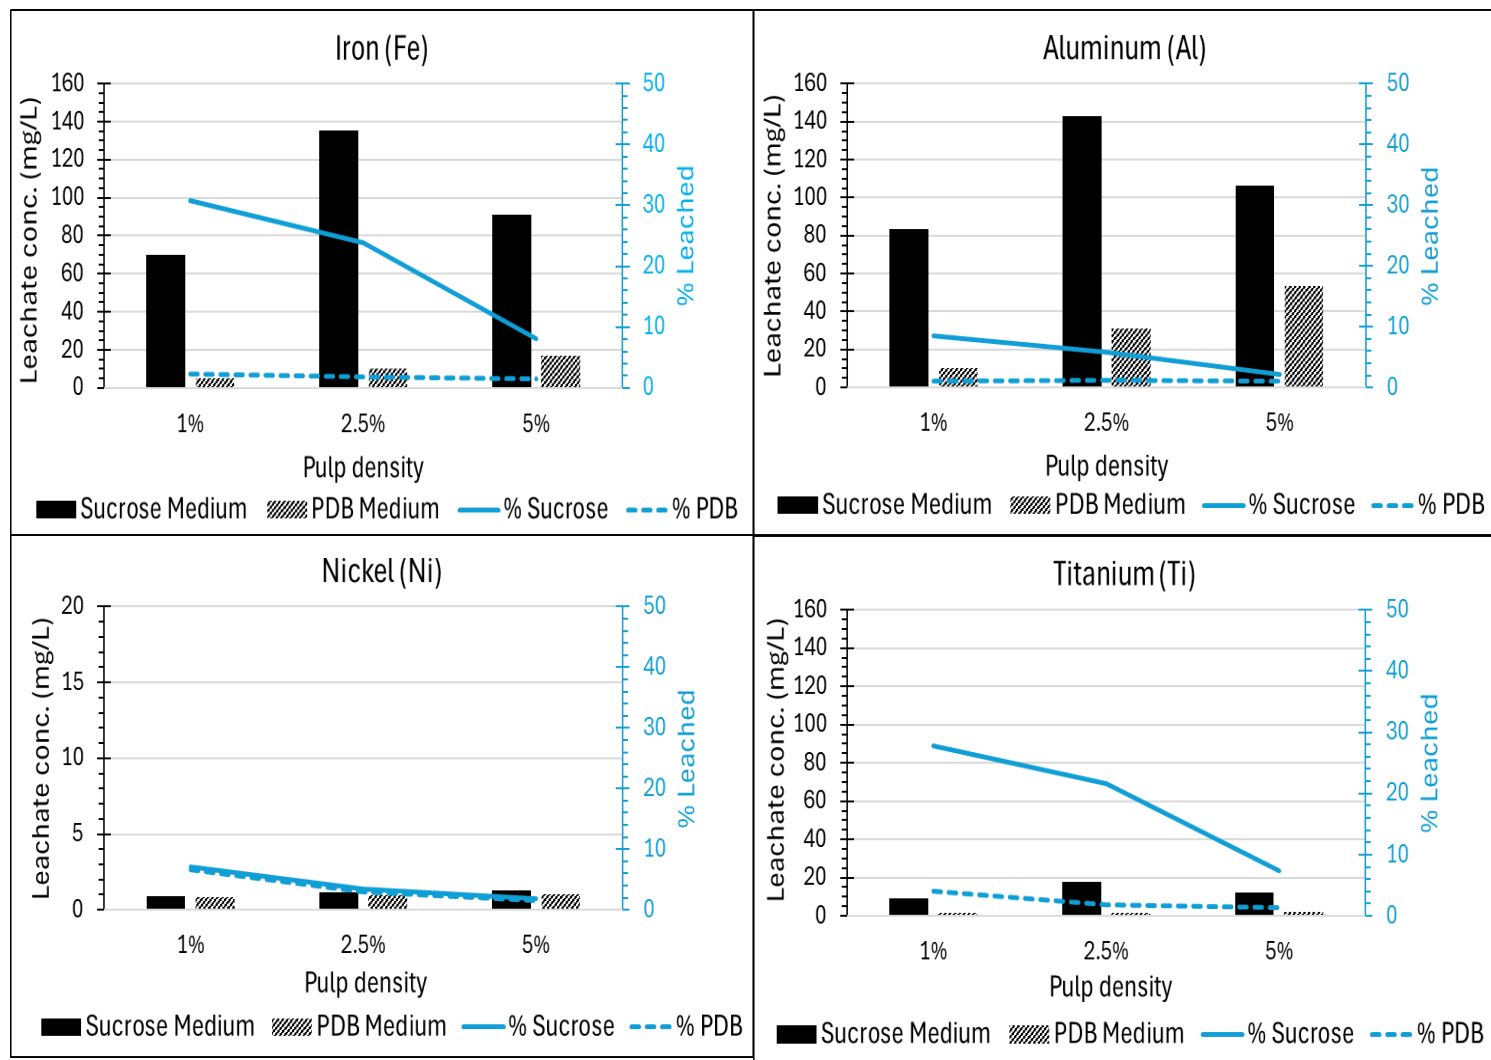 Iron (Fe)
Leachate conc. (mg/L)
160
140
120
100
80
60
40
20
0
50
40
30
20
10
0
% Leached
1% 2.5% 5%
Pulp density
Sucrose Medium PDB Medium % Sucrose % PDB
Aluminum (Al)
Leachate conc. (mg/L)
160
140
120
100
80
60
40
20
0
50
40
30
20
10
0
% Leached
1% 2.5% 5%
Pulp density
Sucrose Medium PDB Medium % Sucrose % PDB
Nickel (Ni)
Leachate conc. (mg/L)
20
15
10
5
0
50
40
30
20
10
0
% Leached
1% 2.5% 5%
Pulp density
Sucrose Medium PDB Medium % Sucrose % PDB
Titanium (Ti)
Leachate conc. (mg/L)
160
140
120
100
80
60
40
20
0
50
40
30
20
10
0
% Leached
1% 2.5% 5%
Pulp density
Sucrose Medium PDB Medium % Sucrose % PDB